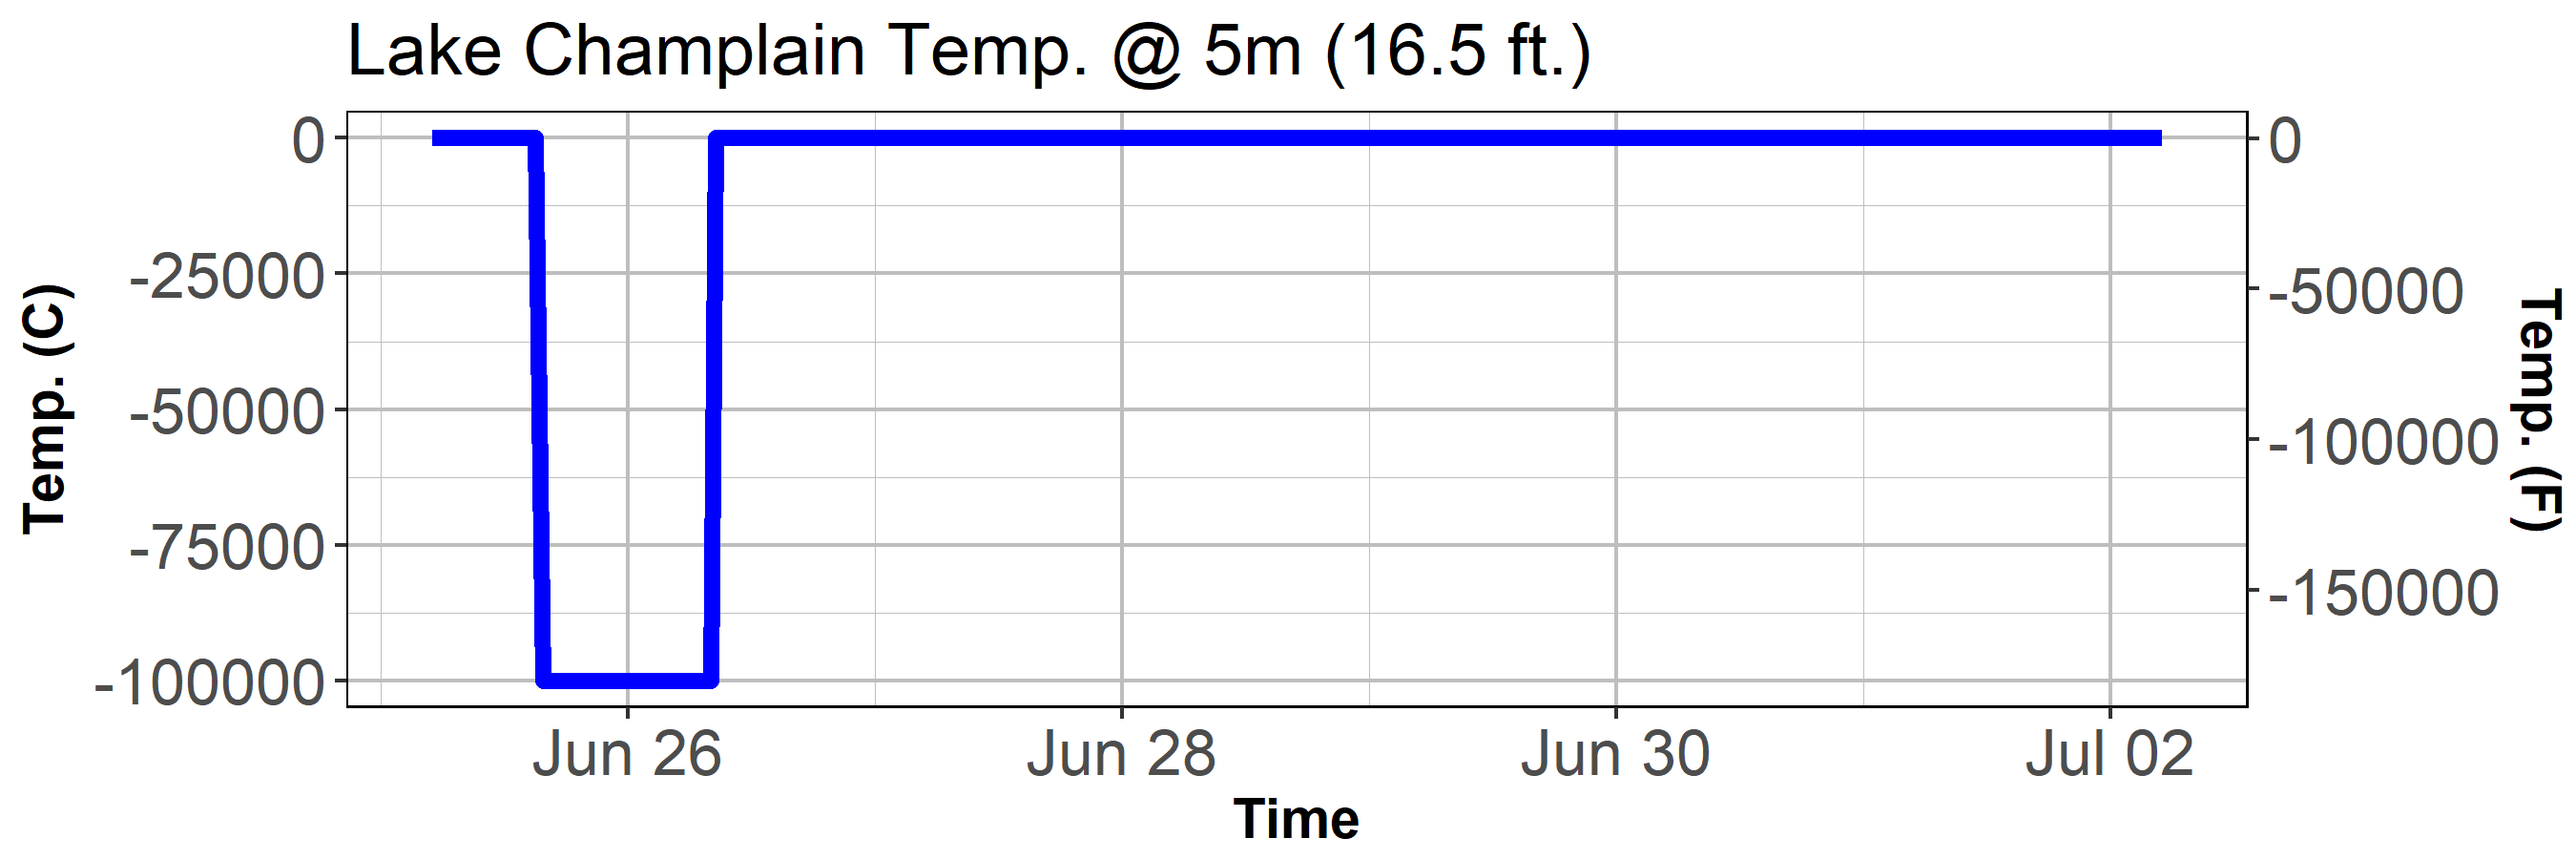 Lake Champlain Temp. @ 5m (16.5 ft.)
Temp. (C)
0
-25000
-50000
-75000
-100000
0
-50000
-100000
-150000
Temp. (F)
Jun 26
Jun 28
Jun 30
Jul 02
Time